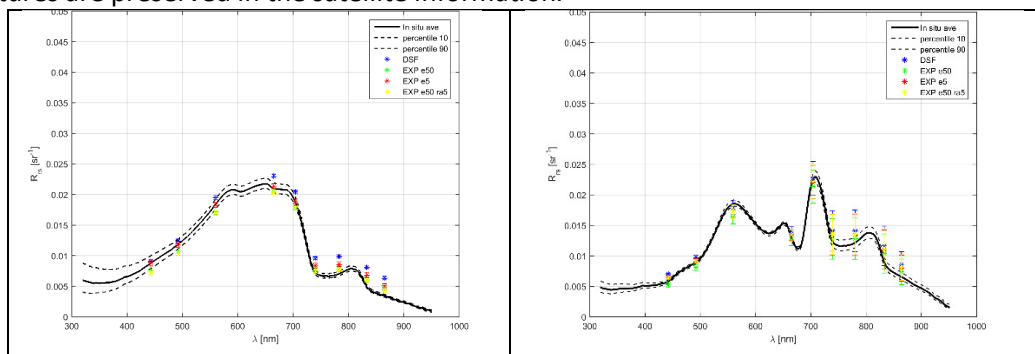 tures are preserved in the satellite information.
0.05
0.045
0.04
0.035
0.03
0.025
0.02
0.015
0.01
0.005
0
R_rs [sr⁻¹]
300 400 500 600 700 800 900 1000
λ [nm]
In situ ave
percentile 10
percentile 90
DSF
EXP e50
EXP e5
EXP e50 ra5
0.05
0.045
0.04
0.035
0.03
0.025
0.02
0.015
0.01
0.005
0
R_rs [sr⁻¹]
300 400 500 600 700 800 900 1000
λ [nm]
In situ ave
percentile 10
percentile 90
DSF
EXP e50
EXP e5
EXP e50 ra5